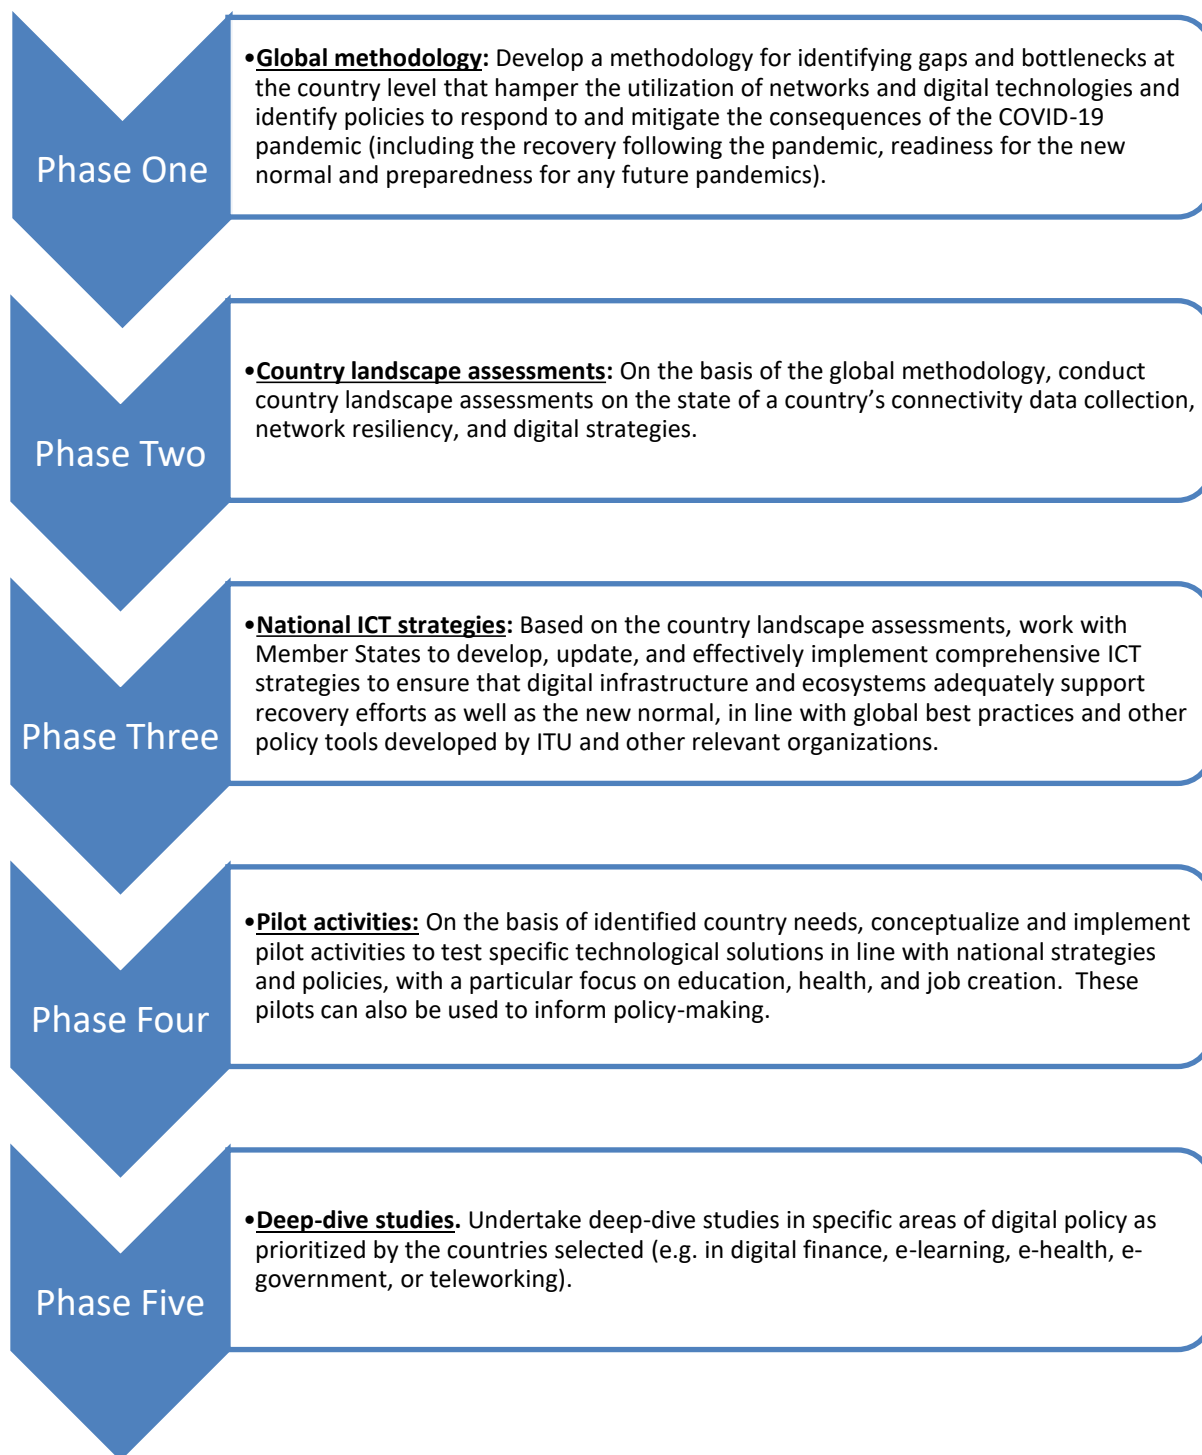 Phase One
•Global methodology: Develop a methodology for identifying gaps and bottlenecks at
the country level that hamper the utilization of networks and digital technologies and
identify policies to respond to and mitigate the consequences of the COVID-19
pandemic (including the recovery following the pandemic, readiness for the new
normal and preparedness for any future pandemics).
Phase Two
•Country landscape assessments: On the basis of the global methodology, conduct
country landscape assessments on the state of a country’s connectivity data collection,
network resiliency, and digital strategies.
Phase Three
•National ICT strategies: Based on the country landscape assessments, work with
Member States to develop, update, and effectively implement comprehensive ICT
strategies to ensure that digital infrastructure and ecosystems adequately support
recovery efforts as well as the new normal, in line with global best practices and other
policy tools developed by ITU and other relevant organizations.
Phase Four
•Pilot activities: On the basis of identified country needs, conceptualize and implement
pilot activities to test specific technological solutions in line with national strategies
and policies, with a particular focus on education, health, and job creation.  These
pilots can also be used to inform policy-making.
Phase Five
•Deep-dive studies. Undertake deep-dive studies in specific areas of digital policy as
prioritized by the countries selected (e.g. in digital finance, e-learning, e-health, e-
government, or teleworking).